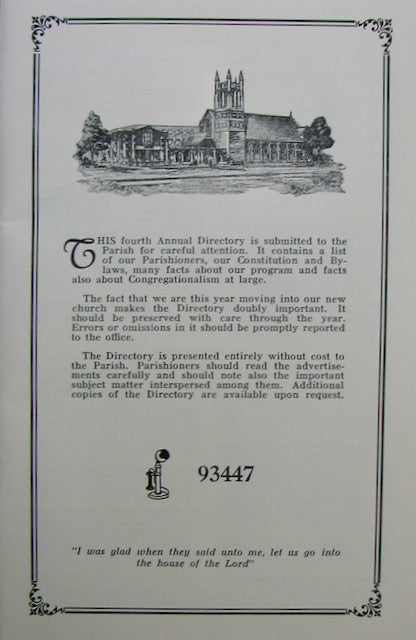 THIS fourth Annual Directory is submitted to the
Parish for careful attention. It contains a list
of our Parishioners, our Constitution and By-
laws, many facts about our program and facts
also about Congregationalism at large.
The fact that we are this year moving into our new
church makes the Directory doubly important. It
should be preserved with care through the year.
Errors or omissions in it should be promptly reported
to the office.
The Directory is presented entirely without cost to
the Parish. Parishioners should read the advertise-
ments carefully and should note also the important
subject matter interspersed among them. Additional
copies of the Directory are available upon request.
93447
"I was glad when they said unto me, let us go into
the house of the Lord"